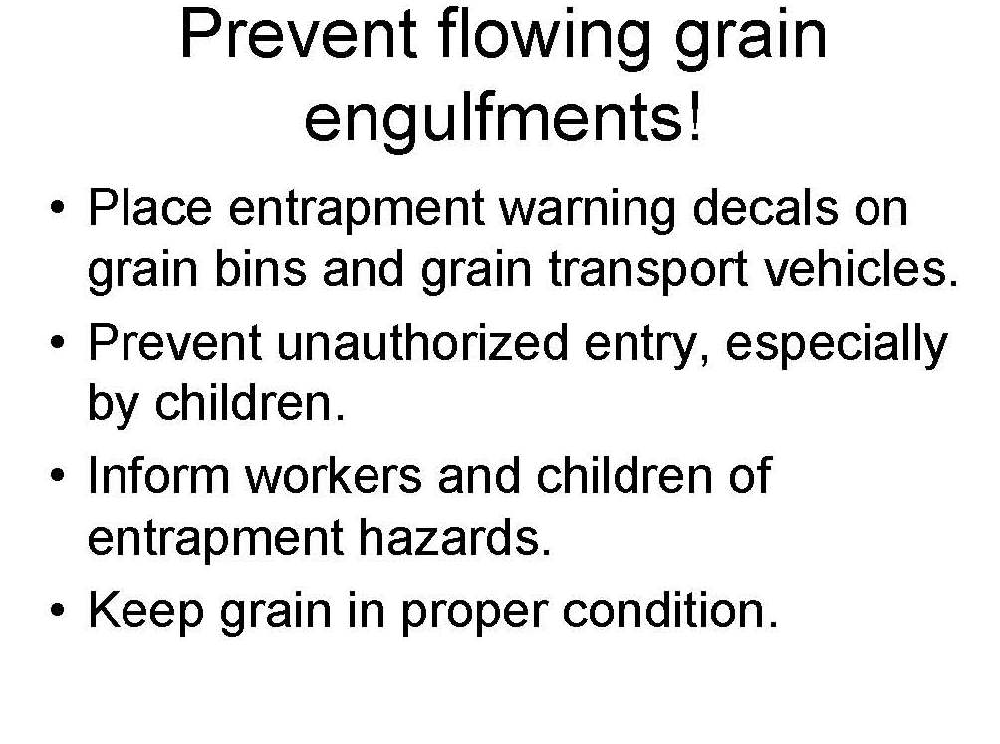 Prevent flowing grain
engulfments!
• Place entrapment warning decals on
grain bins and grain transport vehicles.
• Prevent unauthorized entry, especially
by children.
• Inform workers and children of
entrapment hazards.
• Keep grain in proper condition.